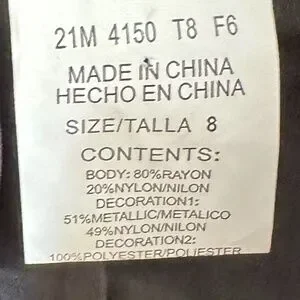 21M 4150 T8 F6
MADE IN CHINA
HECHO EN CHINA
SIZE/TALLA 8
CONTENTS:
BODY: 80%RAYON
20%NYLON/NILON
DECORATION1:
51%METALLIC/METALICO
49%NYLON/NILON
DECORATION2:
100%POLYESTER/POLIESTER